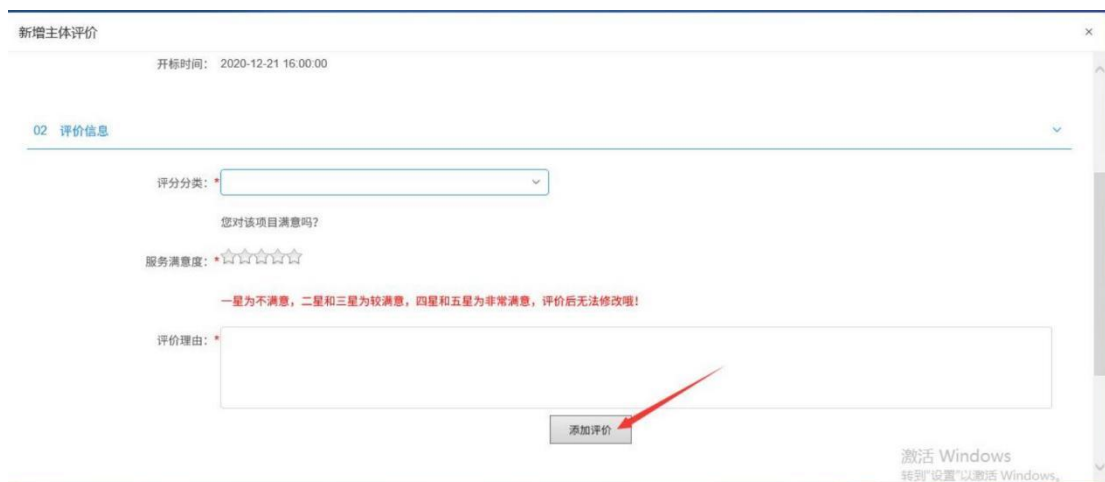 新增主体评价
×
开标时间： 2020-12-21 16:00:00
02 评价信息
评分分类：*
您对该项目满意吗？
服务满意度：*
一星为不满意，二星和三星为较满意，四星和五星为非常满意，评价后无法修改哦！
评价理由：*
添加评价
激活 Windows
转到“设置”以激活 Windows。